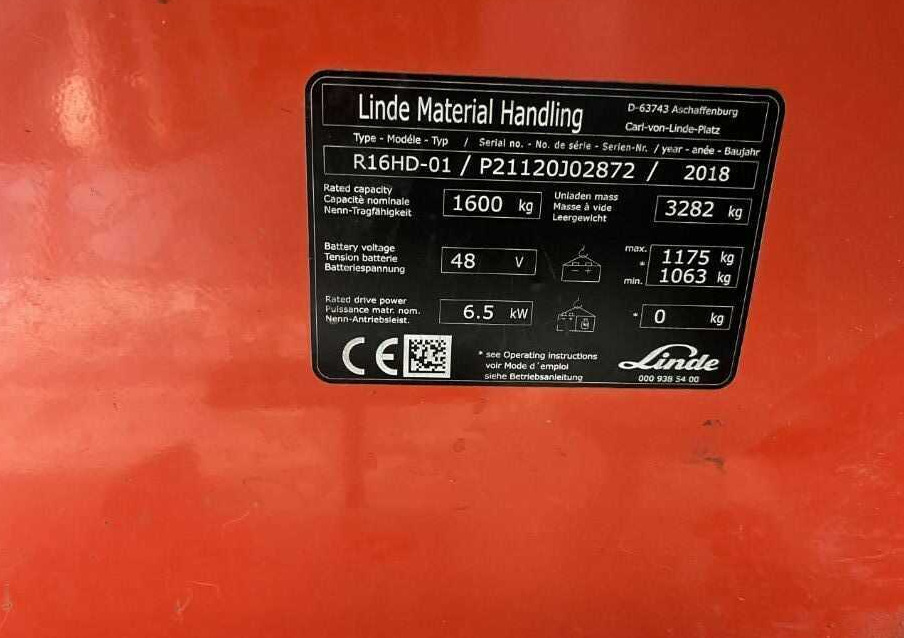 Linde Material Handling
D-63743 Aschaffenburg
Carl-von-Linde-Platz
Type - Modéle - Typ / Serial no. - No. de série - Serien-Nr. / year - anée - Baujahr
R16HD-01 / P21120J02872 / 2018
Rated capacity
Capacité nominale
Nenn-Tragfähigkeit
1600 kg
Unladen mass
Masse à vide
Leergewicht
3282 kg
Battery voltage
Tension batterie
Batteriespannung
48 V
max. 1175 kg
*
min. 1063 kg
Rated drive power
Puissance matr. nom.
Nenn-Antriebsleist.
6.5 kW
* 0 kg
CE
* see Operating instructions
voir Mode d´emploi
siehe Betriebsanleitung
Linde
000 938 54 00